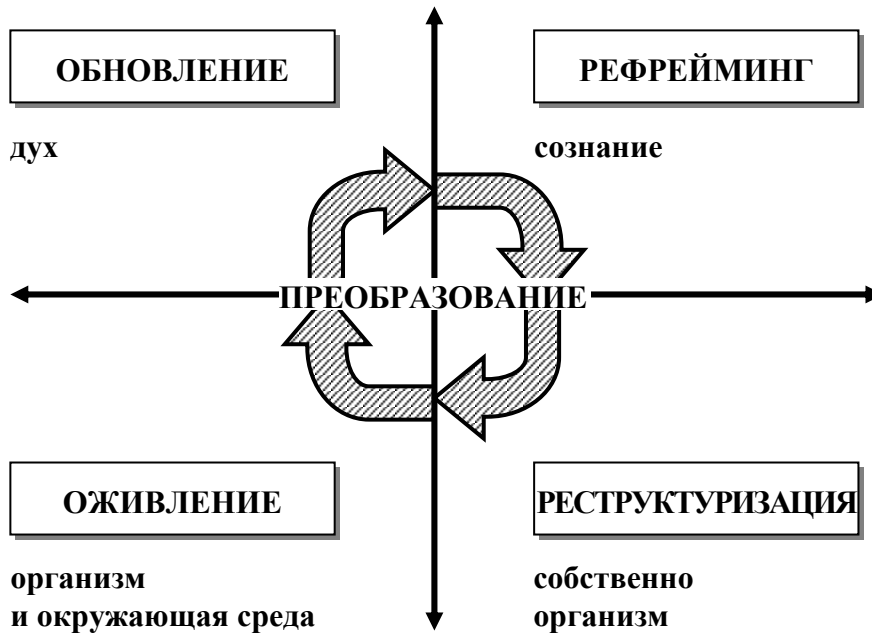 ОБНОВЛЕНИЕ
РЕФРЕЙМИНГ
дух
сознание
ПРЕОБРАЗОВАНИЕ
ОЖИВЛЕНИЕ
РЕСТРУКТУРИЗАЦИЯ
организм
и окружающая среда
собственно
организм